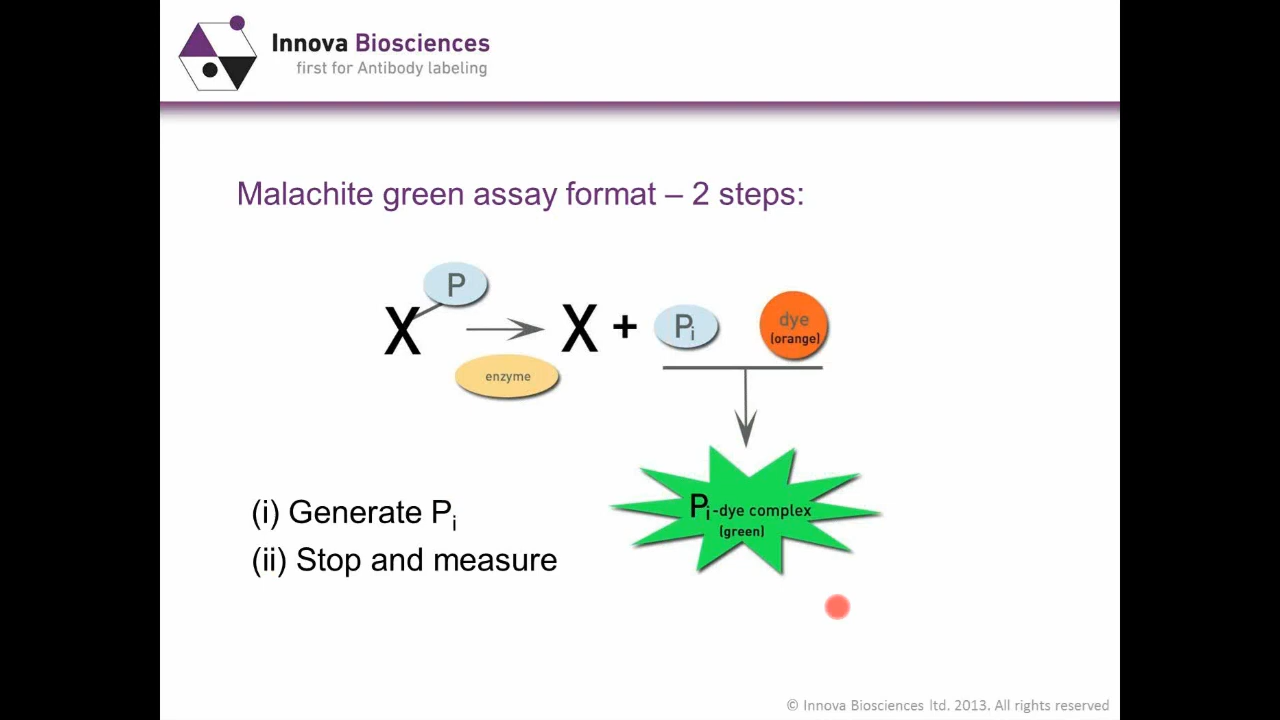 Innova Biosciences
first for Antibody labeling
Malachite green assay format – 2 steps:
P
X
X + Pi
dye
(orange)
enzyme
Pi-dye complex
(green)
(i) Generate Pi
(ii) Stop and measure
© Innova Biosciences ltd. 2013. All rights reserved